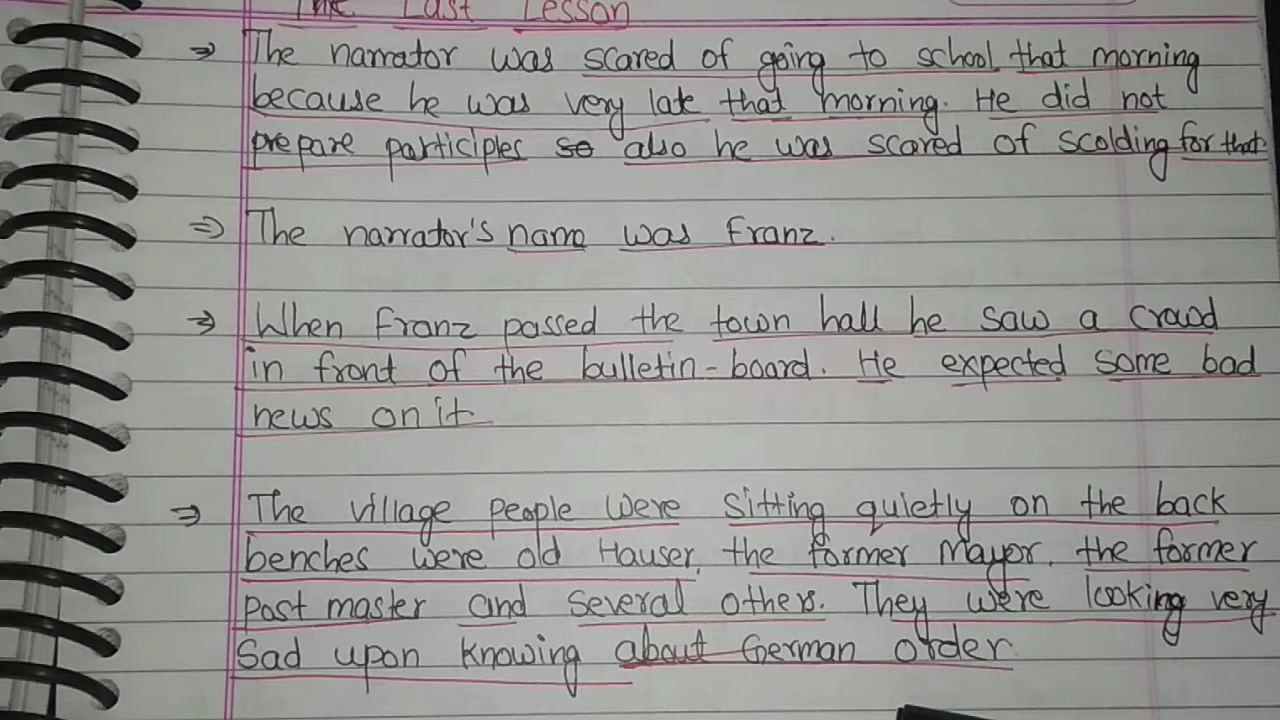 The Last Lesson
⇒ The narrator was scared of going to school that morning
because he was very late that morning. He did not
prepare participles so also he was scared of scolding for that
⇒ The narrator's name was Franz.
⇒ When Franz passed the town hall he saw a craod
in front of the bulletin-board. He expected some bad
news on it
⇒ The village people were sitting quietly on the back
benches were old Hauser, the former mayor, the former
post master and several others. They were looking very
Sad upon knowing about German order.